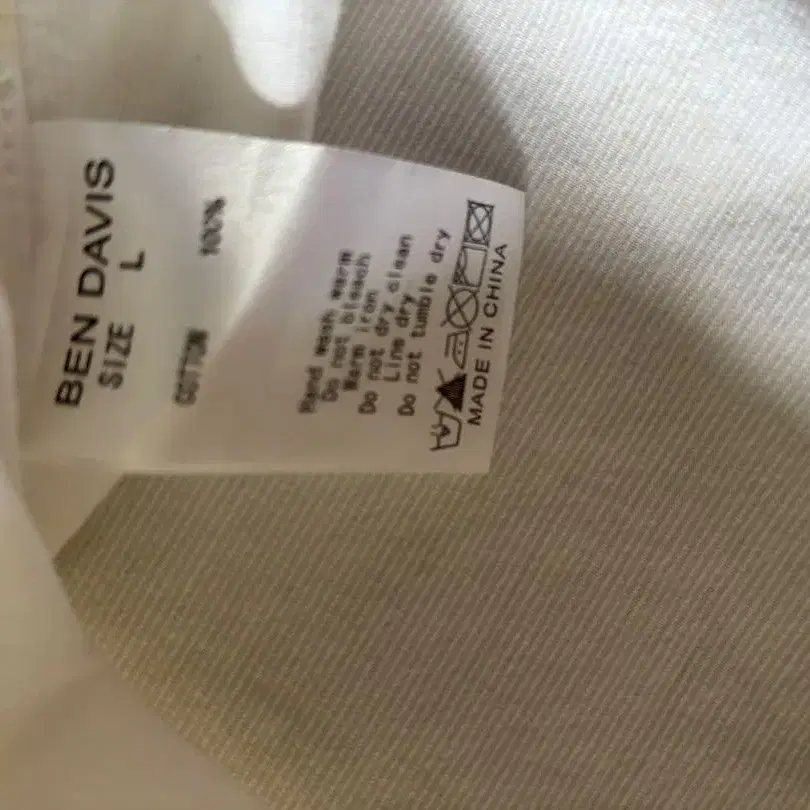 BEN DAVIS
SIZE L
COTTON 100%
Hand wash warm
Do not bleach
Warm iron
Do not dry clean
Line dry
Do not tumble dry
MADE IN CHINA